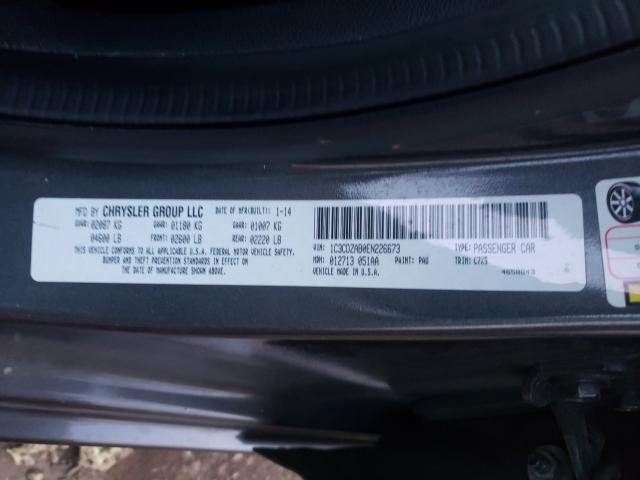 MFD BY CHRYSLER GROUP LLC DATE OF MFR(BUILT): 1-14
GVWR: 02087 KG GAWR: 01180 KG GAWR: 01007 KG
04600 LB FRONT: 02600 LB REAR: 02220 LB
THIS VEHICLE CONFORMS TO ALL APPLICABLE FEDERAL MOTOR VEHICLE SAFETY,
BUMPER AND THEFT PREVENTION STANDARDS IN EFFECT ON
THE DATE OF MANUFACTURE SHOWN ABOVE. MADE IN U.S.A.
VIN: 1C3CDZAB0EN226673 TYPE: PASSENGER CAR
MDH: 012713 051AA PAINT: PAU TRIM: C7X9
4658643